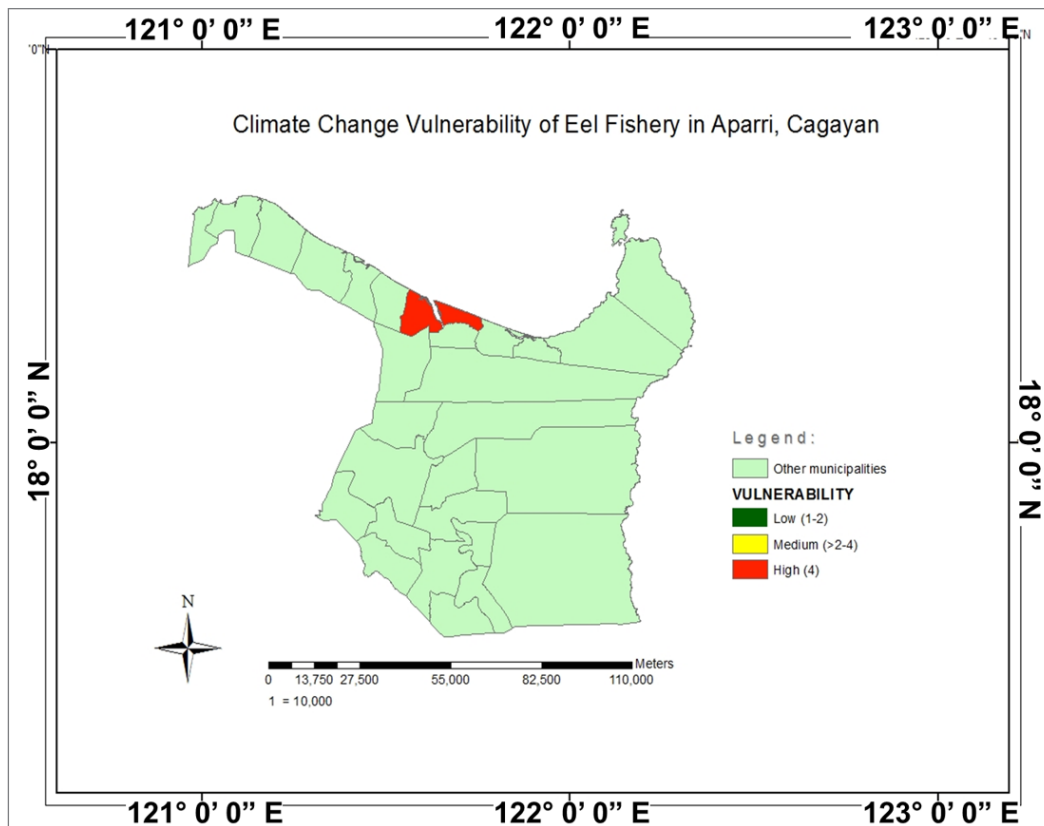 121° 0' 0" E 122° 0' 0" E 123° 0' 0" E
Climate Change Vulnerability of Eel Fishery in Aparri, Cagayan
18° 0' 0" N
18° 0' 0" N
Legend:
Other municipalities
VULNERABILITY
Low (1-2)
Medium (>2-4)
High (4)
N
Meters
0 13,750 27,500 55,000 82,500 110,000
1 = 10,000
121° 0' 0" E 122° 0' 0" E 123° 0' 0" E